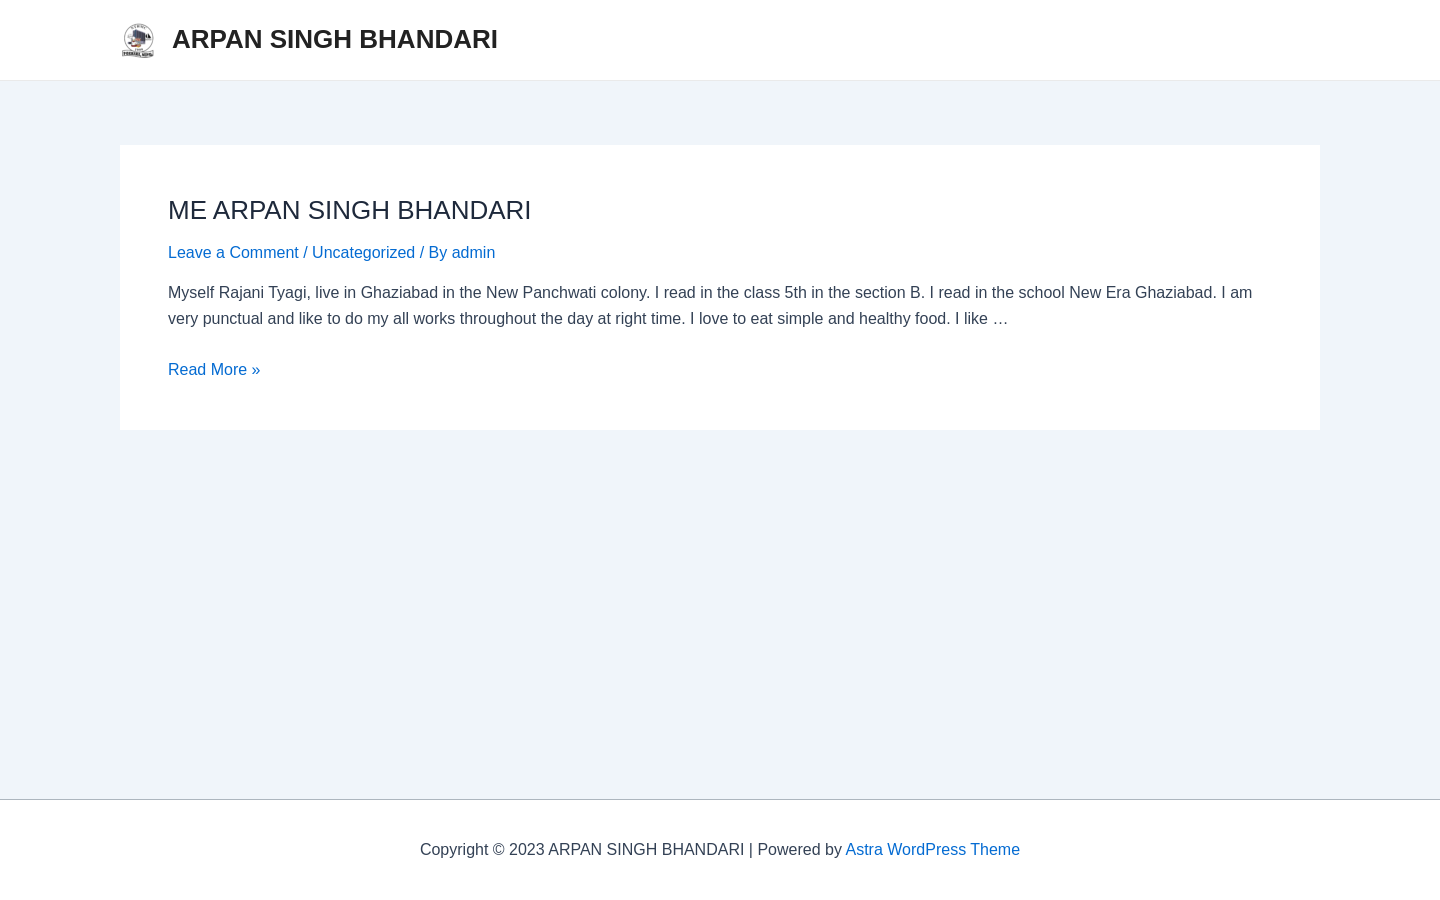 ARPAN SINGH BHANDARI
ME ARPAN SINGH BHANDARI
Leave a Comment / Uncategorized / By admin
Myself Rajani Tyagi, live in Ghaziabad in the New Panchwati colony. I read in the class 5th in the section B. I read in the school New Era Ghaziabad. I am
very punctual and like to do my all works throughout the day at right time. I love to eat simple and healthy food. I like …
Read More »
Copyright © 2023 ARPAN SINGH BHANDARI | Powered by Astra WordPress Theme